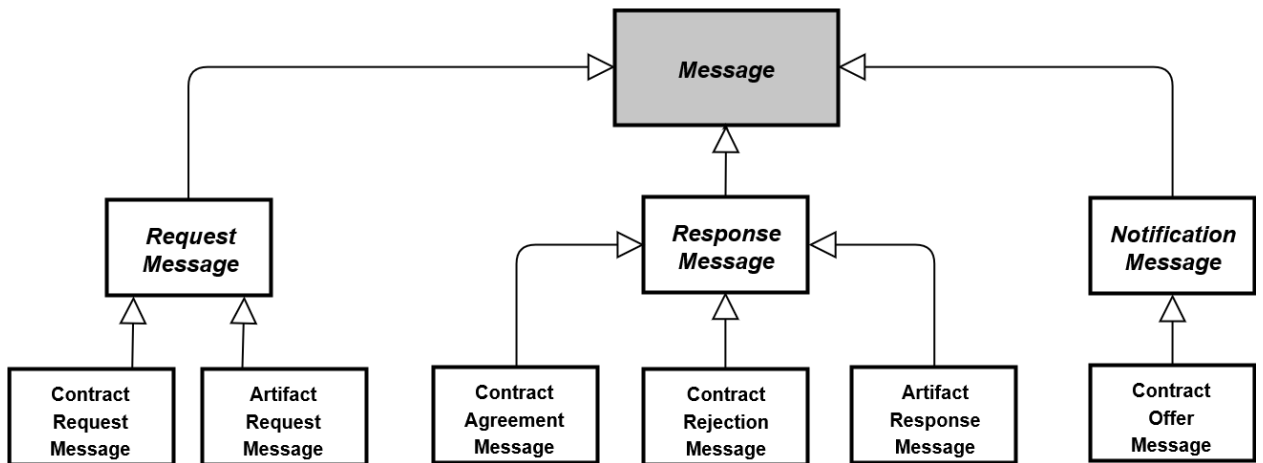 Message
Request
Message
Response
Message
Notification
Message
Contract
Request
Message
Artifact
Request
Message
Contract
Agreement
Message
Contract
Rejection
Message
Artifact
Response
Message
Contract
Offer
Message